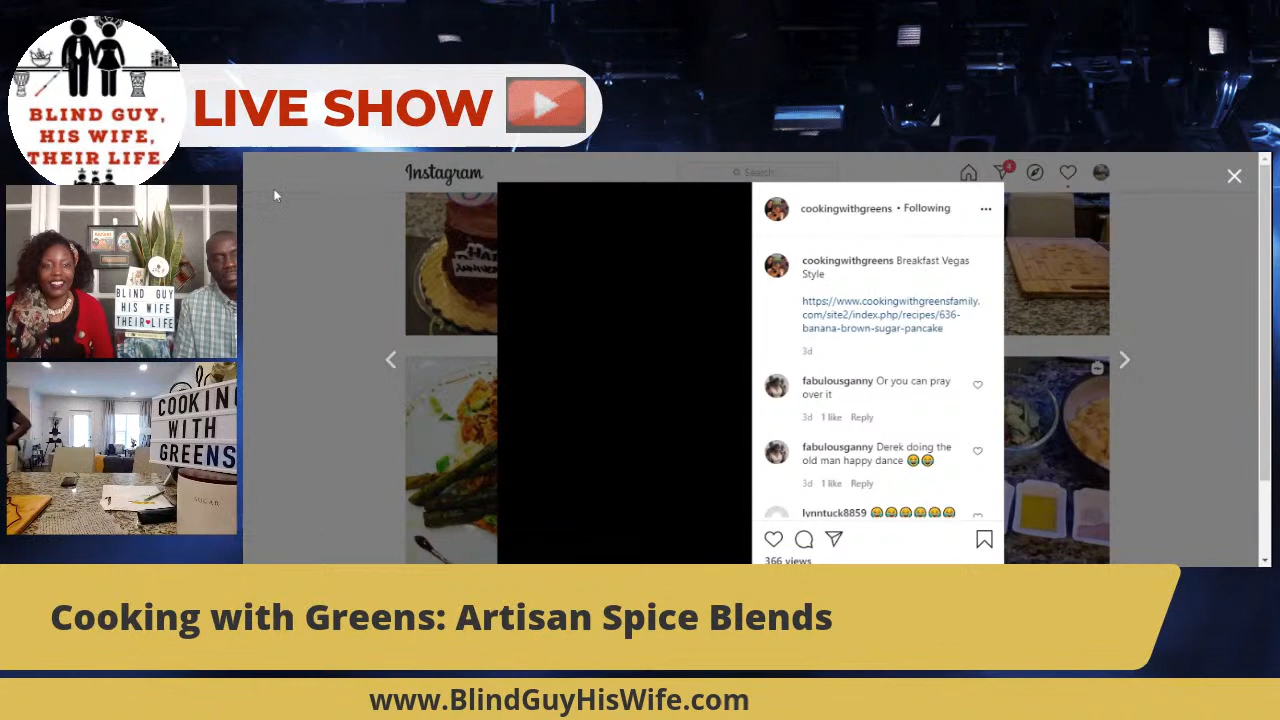 BLIND GUY,
HIS WIFE,
THEIR LIFE.
LIVE SHOW
Instagram
Search
4
cookingwithgreens • Following
cookingwithgreens Breakfast Vegas
Style
https://www.cookingwithgreensfamily.
com/site2/index.php/recipes/636-
banana-brown-sugar-pancake
3d
fabulousganny Or you can pray
over it
3d 1 like Reply
fabulousganny Derek doing the
old man happy dance 😂😂
3d 1 like Reply
lynntuck8859 😂😂😂😂😂😂
366 views
BLIND GUY
HIS WIFE
THEIR♥LIFE
COOKIN
WITH
GREENS
SUGAR
Cooking with Greens: Artisan Spice Blends
www.BlindGuyHisWife.com